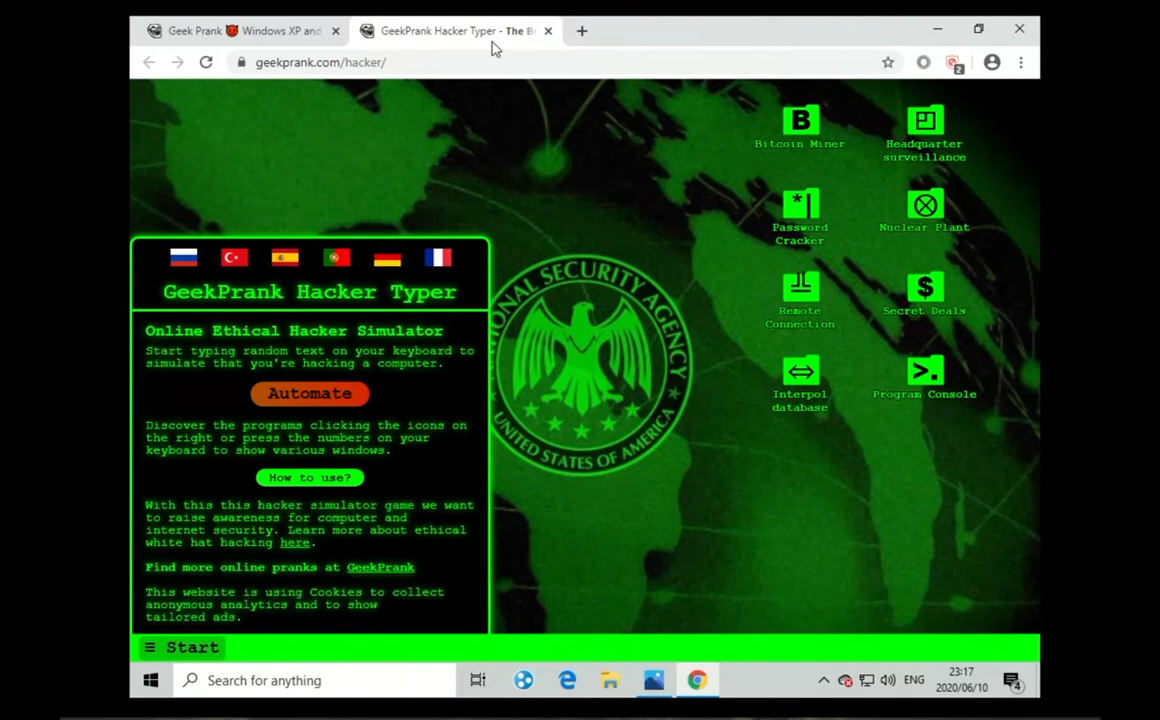 Geek Prank 😈 Windows XP and
GeekPrank Hacker Typer - The B
geekprank.com/hacker/
2
B
Bitcoin Miner
Headquarter
surveillance
*|
Password
Cracker
Nuclear Plant
Remote
Connection
$
Secret Deals
Interpol
database
>.
Program Console
GeekPrank Hacker Typer
Online Ethical Hacker Simulator
Start typing random text on your keyboard to
simulate that you're hacking a computer.
Automate
Discover the programs clicking the icons on
the right or press the numbers on your
keyboard to show various windows.
How to use?
With this this hacker simulator game we want
to raise awareness for computer and
internet security. Learn more about ethical
white hat hacking here.
Find more online pranks at GeekPrank
This website is using Cookies to collect
anonymous analytics and to show
tailored ads.
NATIONAL SECURITY AGENCY
UNITED STATES OF AMERICA
≡ Start
Search for anything
ENG
23:17
2020/06/10
4